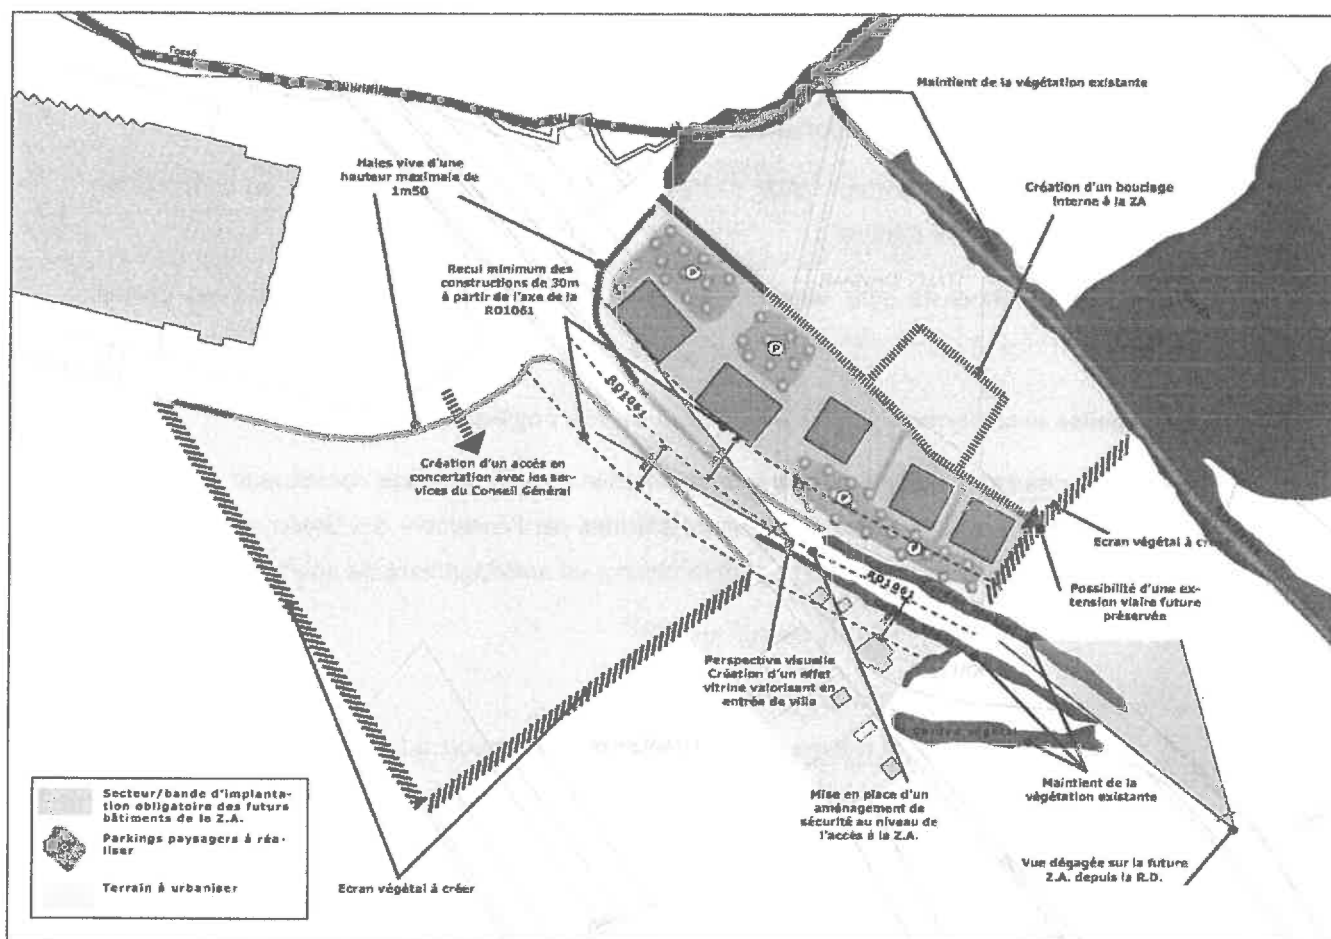 Fossé
Maintient de la végétation existante
Haies vive d'une
hauteur maximale de
1m50
Création d'un bouclage
interne à la ZA
Recul minimum des
constructions de 30m
à partir de l'axe de la
RD1061
P
P
RD1061
Création d'un accès en
concertation avec les ser-
vices du Conseil Général
P
P
Ecran végétal à créer
RD1061
Possibilité d'une ex-
tension viaire future
préservée
Perspective visuelle
Création d'un effet
vitrine valorisant en
entrée de ville
Mise en place d'un
aménagement de
sécurité au niveau de
l'accès à la Z.A.
Maintient de la
végétation existante
Vue dégagée sur la future
Z.A. depuis la R.D.
Ecran végétal à créer
Secteur/bande d'implanta-
tion obligatoire des futurs
bâtiments de la Z.A.
Parkings paysagers à réa-
liser
Terrain à urbaniser